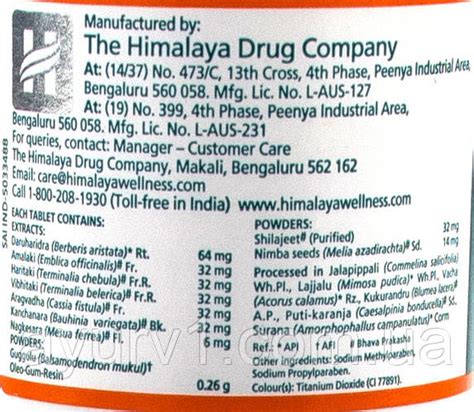 Manufactured by:
The Himalaya Drug Company
At: (14/37) No. 473/C, 13th Cross, 4th Phase, Peenya Industrial Area,
Bengaluru 560 058. Mfg. Lic. No. L-AUS-127
At: (19) No. 399, 4th Phase, Peenya Industrial Area,
Bengaluru 560 058. Mfg. Lic. No. L-AUS-231
For queries, contact: Manager – Customer Care
The Himalaya Drug Company, Makali, Bengaluru 562 162
Email: care@himalayawellness.com
Call 1-800-208-1930 (Toll-free in India) www.himalayawellness.com
SAI IND-5033488
EACH TABLET CONTAINS:
EXTRACTS:
Daruharidra (Berberis aristata)* Rt. 64 mg
Amalaki (Emblica officinalis)# Fr. 32 mg
Haritaki (Terminalia chebula)# Fr.R. 32 mg
Vibhitaki (Terminalia belerica)# Fr.R. 32 mg
Aragvadha (Cassia fistula)# Fr. 32 mg
Kanchanara (Bauhinia variegata)# Bk. 32 mg
Nagkesara (Mesua ferrea)# Fl. 6 mg
POWDERS:
Guggulu (Balsamodendron mukul)†
Oleo-Gum-Resin 0.26 g
POWDERS:
Shilajeet# (Purified) 32 mg
Nimba seeds (Melia azadirachta)# Sd. 14 mg
Processed in Jalapippali (Commelina salicifolia)
Wh.Pl., Lajjalu (Mimosa pudica)* Wh.Pl., Vacha
(Acorus calamus)* Rz., Kukurandru (Blumea lacera)#
A.P., Puti-karanja (Caesalpinia bonducella)# Sd.
Surana (Amorphophallus campanulatus)* Corm
Ref.: * API † AFI # Bhava Prakasha
Other ingredients: Sodium Methylparaben,
Sodium Propylparaben.
Colour(s): Titanium Dioxide (CI 77891).